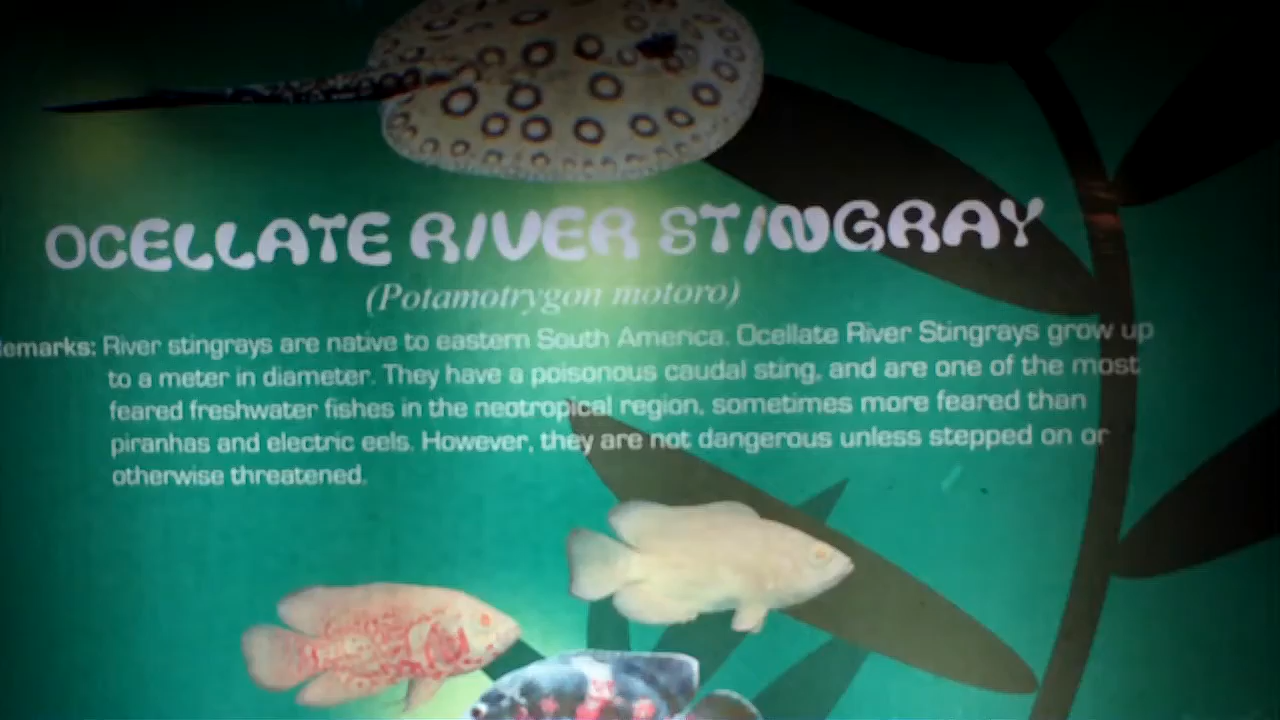 OCELLATE RIVER STINGRAY
(Potamotrygon motoro)
emarks: River stingrays are native to eastern South America. Ocellate River Stingrays grow up
to a meter in diameter. They have a poisonous caudal sting, and are one of the most
feared freshwater fishes in the neotropical region, sometimes more feared than
piranhas and electric eels. However, they are not dangerous unless stepped on or
otherwise threatened.